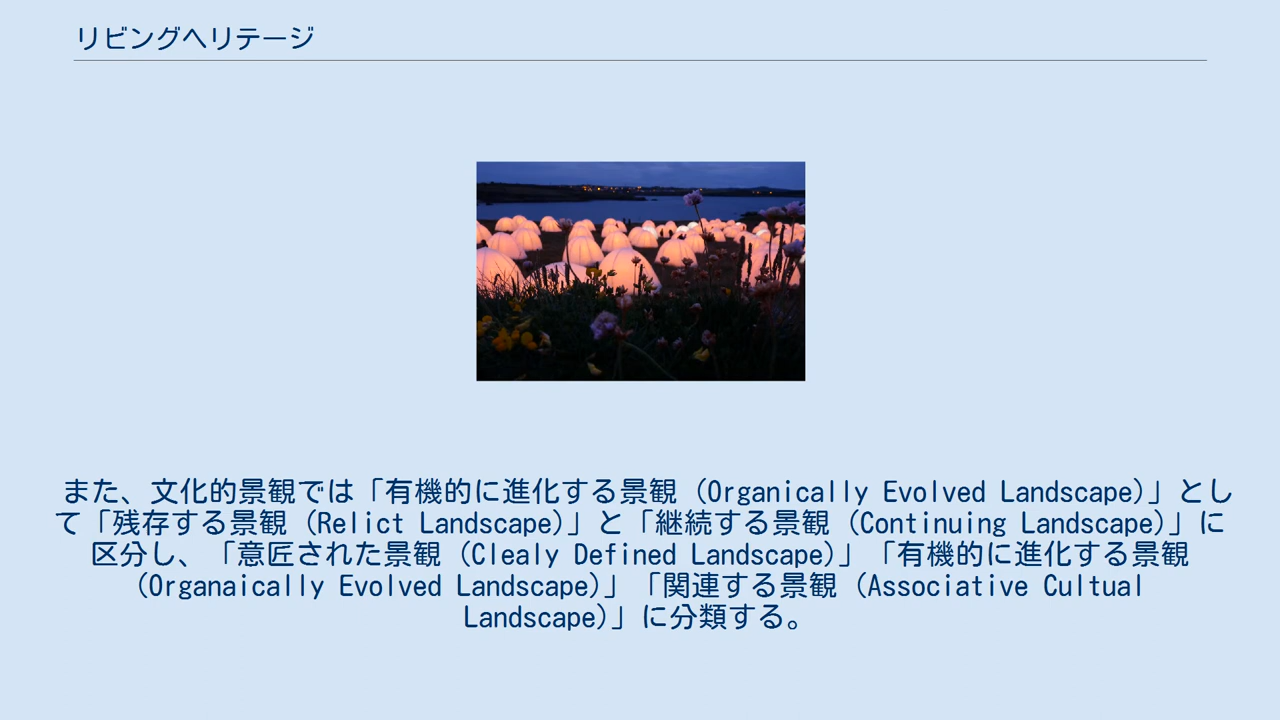 リビングヘリテージ
また、文化的景観では「有機的に進化する景観（Organically Evolved Landscape)」とし
て「残存する景観（Relict Landscape)」と「継続する景観（Continuing Landscape)」に
区分し、「意匠された景観（Clealy Defined Landscape)」「有機的に進化する景観
（Organaically Evolved Landscape)」「関連する景観（Associative Cultual
Landscape)」に分類する。